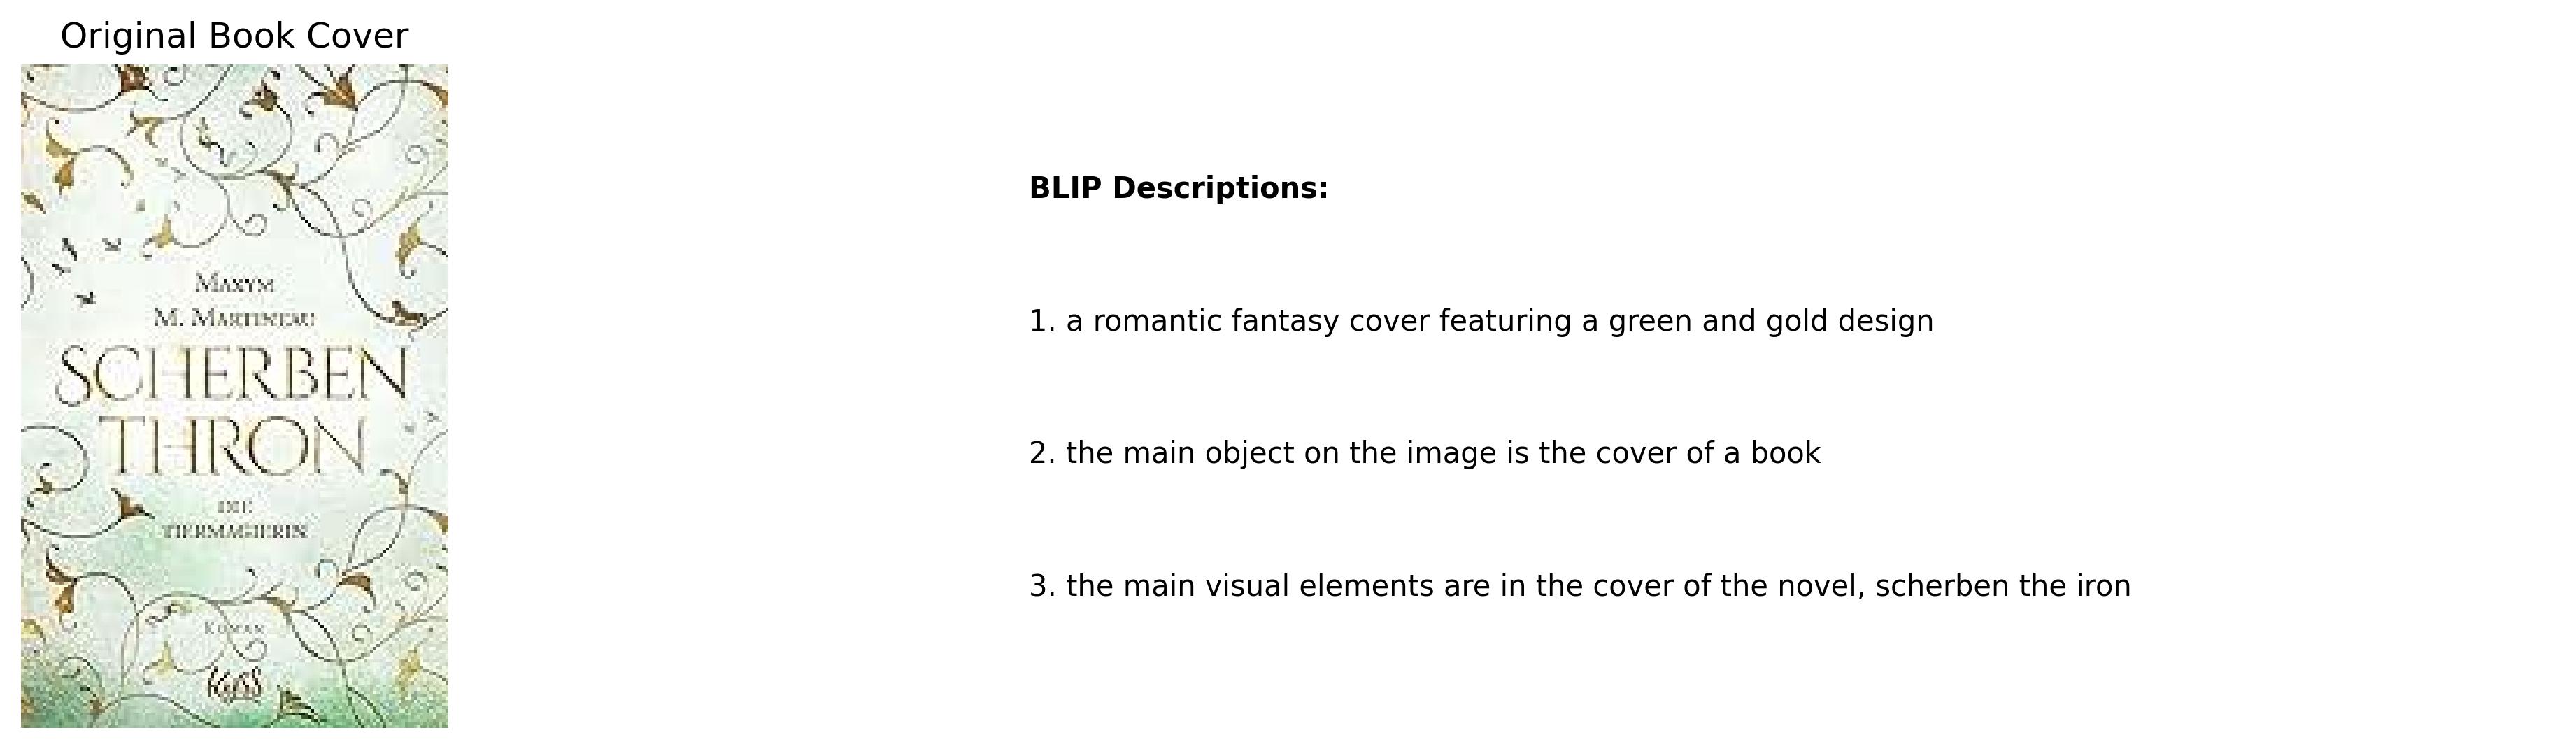 Original Book Cover
MAXYM
M. MARTINEAU
SCHERBEN
THRON
DIE
TIERMAGIERIN
ROMAN
Kyss
BLIP Descriptions:
1. a romantic fantasy cover featuring a green and gold design
2. the main object on the image is the cover of a book
3. the main visual elements are in the cover of the novel, scherben the iron